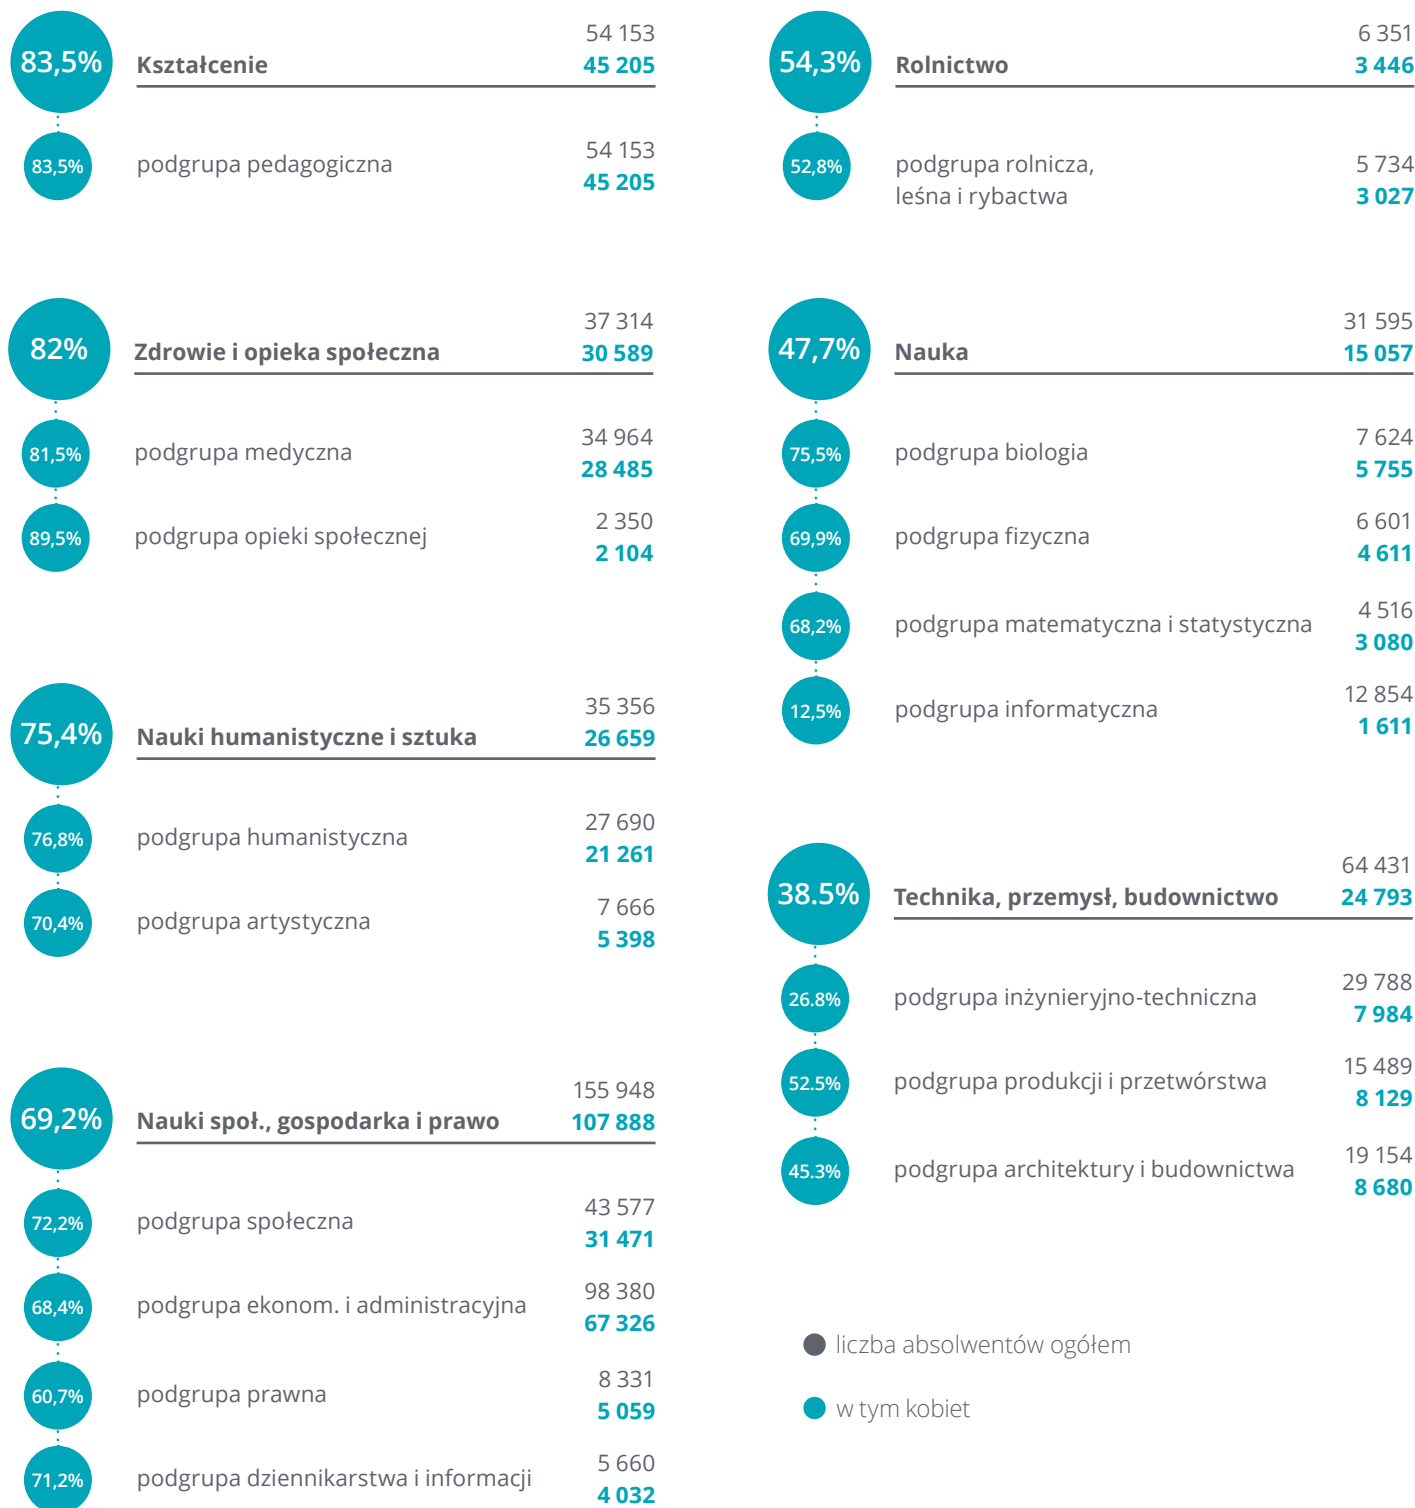 83,5%
Kształcenie
54 153
45 205
83,5%
podgrupa pedagogiczna
54 153
45 205
82%
Zdrowie i opieka społeczna
37 314
30 589
81,5%
podgrupa medyczna
34 964
28 485
89,5%
podgrupa opieki społecznej
2 350
2 104
75,4%
Nauki humanistyczne i sztuka
35 356
26 659
76,8%
podgrupa humanistyczna
27 690
21 261
70,4%
podgrupa artystyczna
7 666
5 398
69,2%
Nauki społ., gospodarka i prawo
155 948
107 888
72,2%
podgrupa społeczna
43 577
31 471
68,4%
podgrupa ekonom. i administracyjna
98 380
67 326
60,7%
podgrupa prawna
8 331
5 059
71,2%
podgrupa dziennikarstwa i informacji
5 660
4 032
54,3%
Rolnictwo
6 351
3 446
52,8%
podgrupa rolnicza,
leśna i rybactwa
5 734
3 027
47,7%
Nauka
31 595
15 057
75,5%
podgrupa biologia
7 624
5 755
69,9%
podgrupa fizyczna
6 601
4 611
68,2%
podgrupa matematyczna i statystyczna
4 516
3 080
12,5%
podgrupa informatyczna
12 854
1 611
38.5%
Technika, przemysł, budownictwo
64 431
24 793
26.8%
podgrupa inżynieryjno-techniczna
29 788
7 984
52.5%
podgrupa produkcji i przetwórstwa
15 489
8 129
45.3%
podgrupa architektury i budownictwa
19 154
8 680
liczba absolwentów ogółem
w tym kobiet